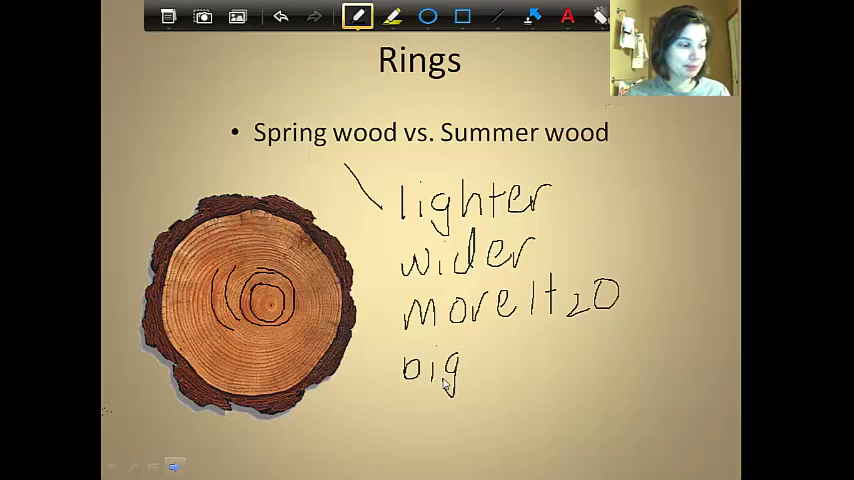 Rings
• Spring wood vs. Summer wood
lighter
wider
more H2O
big